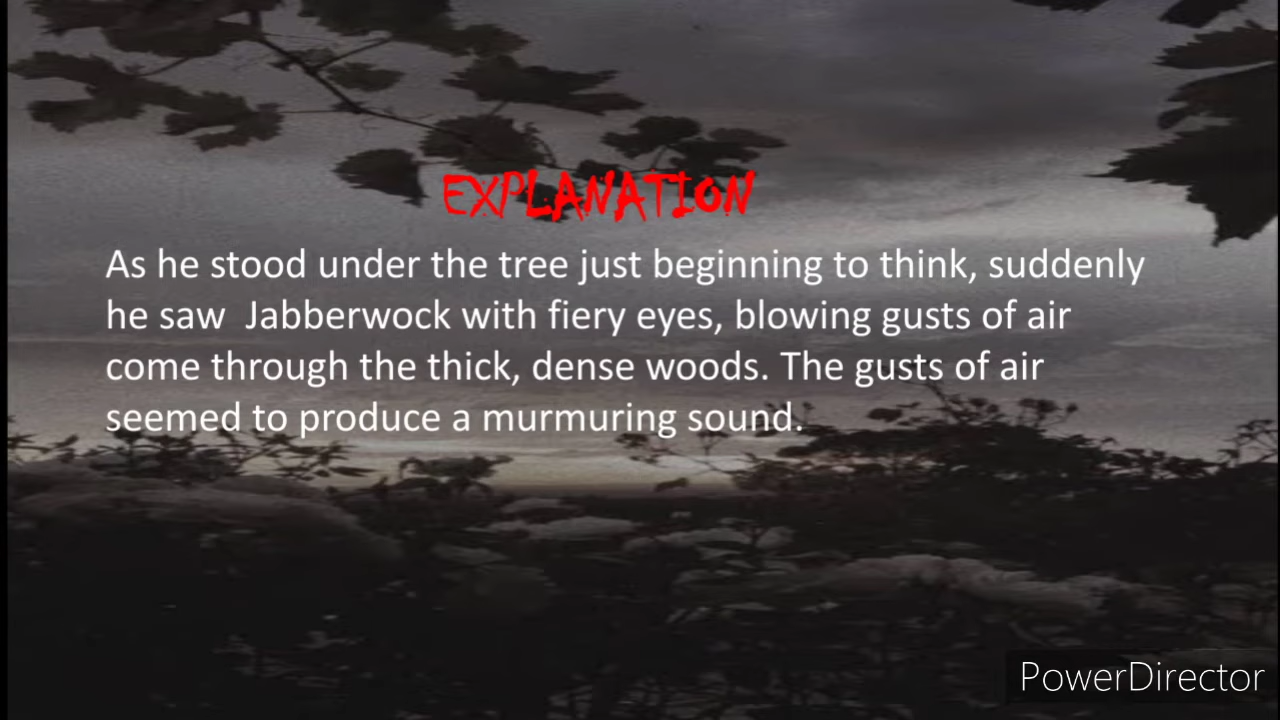 EXPLANATION
As he stood under the tree just beginning to think, suddenly
he saw  Jabberwock with fiery eyes, blowing gusts of air
come through the thick, dense woods. The gusts of air
seemed to produce a murmuring sound.
PowerDirector